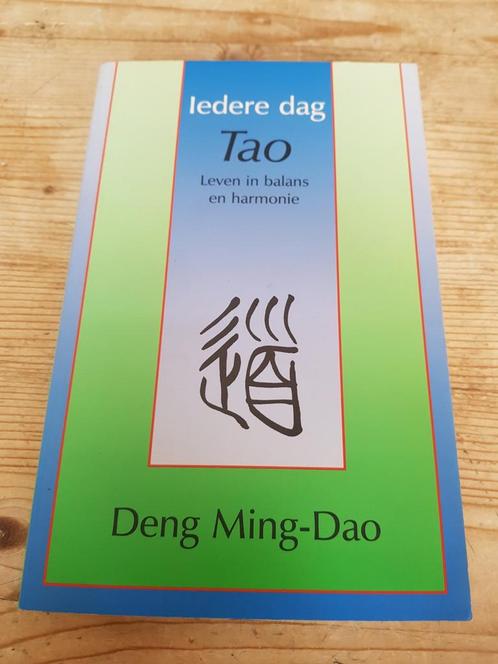 Iedere dag
Tao
Leven in balans
en harmonie
道
Deng Ming-Dao